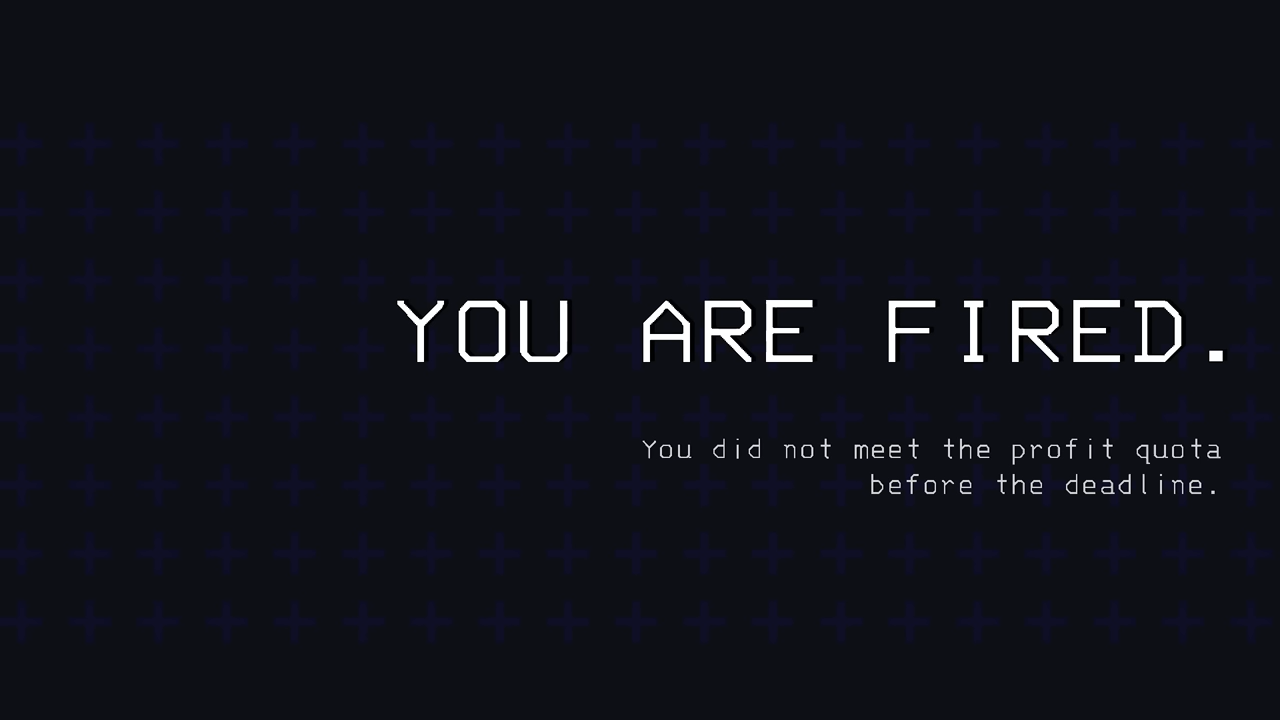 YOU ARE FIRED.
You did not meet the profit quota
before the deadline.